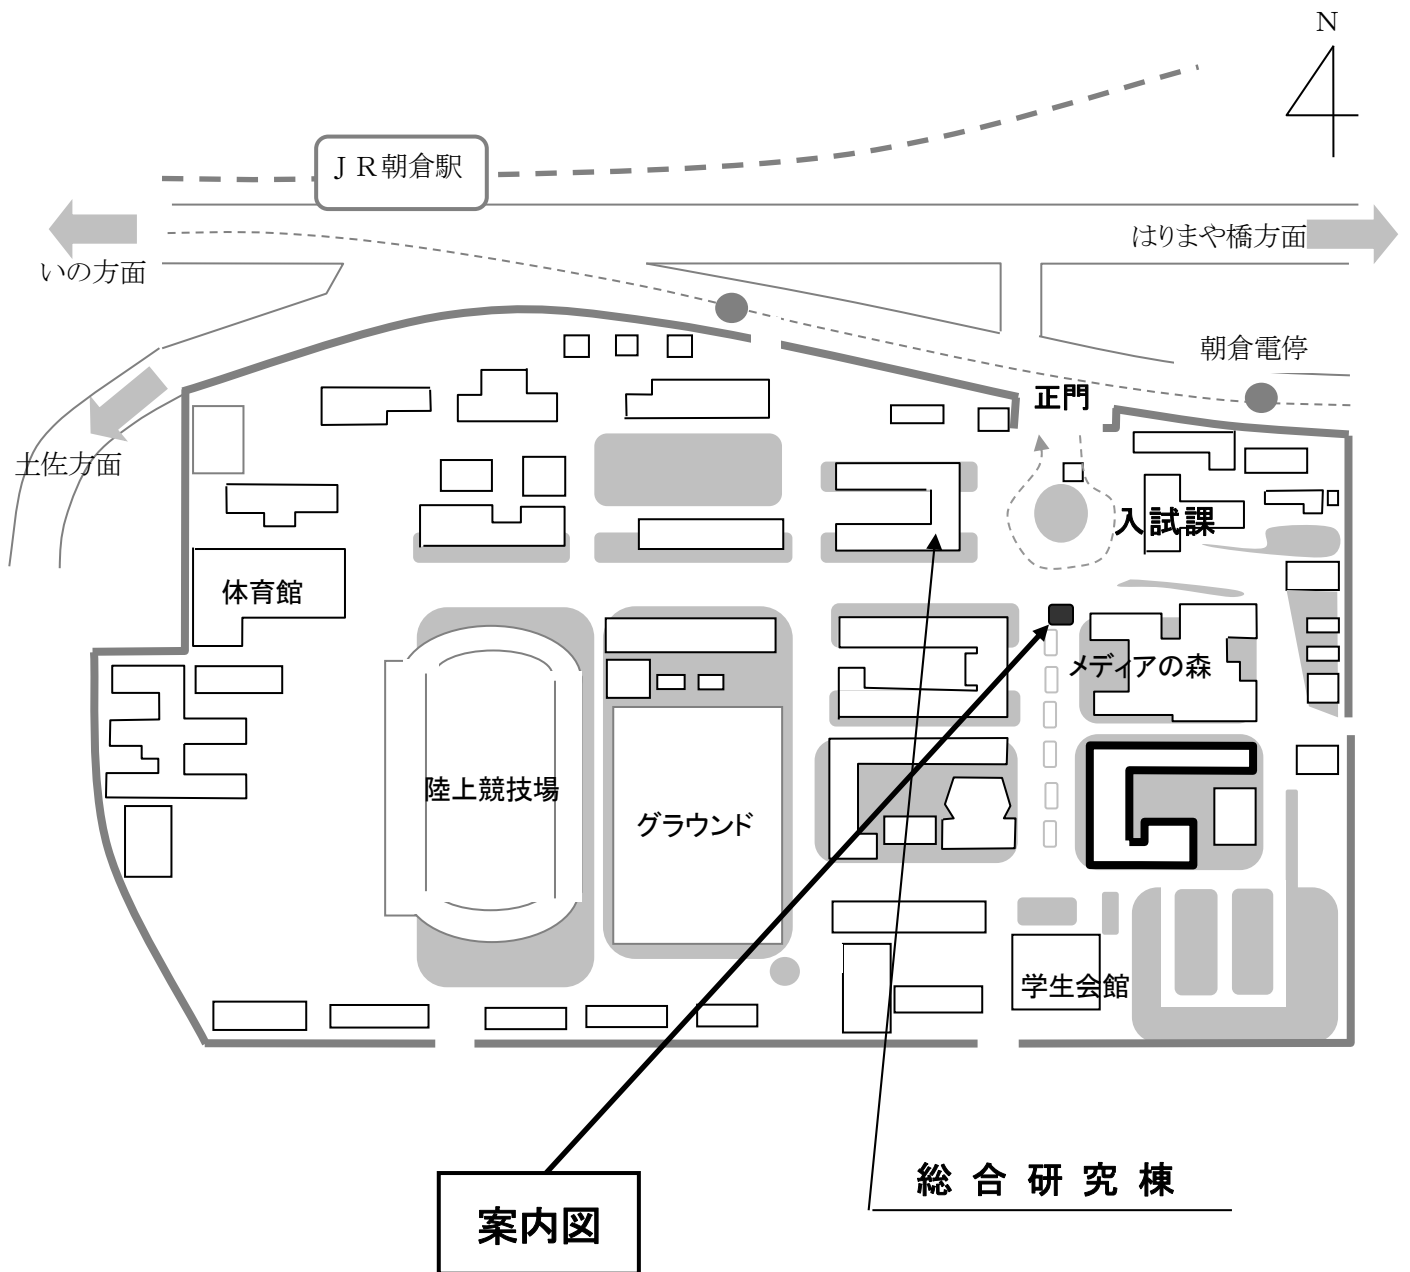 N
ＪＲ朝倉駅
はりまや橋方面
いの方面
朝倉電停
正門
土佐方面
入試課
体育館
メディアの森
陸上競技場
グラウンド
学生会館
総合研究棟
案内図